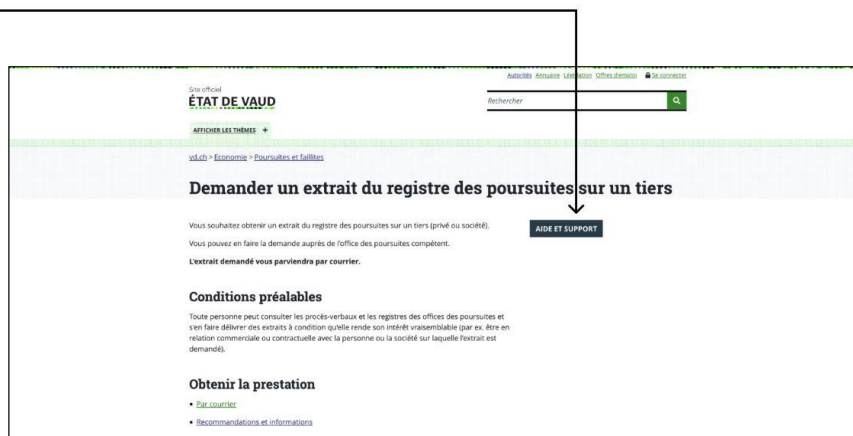 Autorités Annuaire Législation Offres d'emploi Se connecter
Site officiel
ÉTAT DE VAUD
Rechercher
AFFICHER LES THÈMES +
vd.ch > Economie > Poursuites et faillites
Demander un extrait du registre des poursuites sur un tiers
Vous souhaitez obtenir un extrait du registre des poursuites sur un tiers (privé ou société).
AIDE ET SUPPORT
Vous pouvez en faire la demande auprès de l'office des poursuites compétent.
L'extrait demandé vous parviendra par courrier.
Conditions préalables
Toute personne peut consulter les procès-verbaux et les registres des offices des poursuites et
s'en faire délivrer des extraits à condition qu'elle rende son intérêt vraisemblable (par ex. être en
relation commerciale ou contractuelle avec la personne ou la société sur laquelle l'extrait est
demandé).
Obtenir la prestation
• Par courrier
• Recommandations et informations